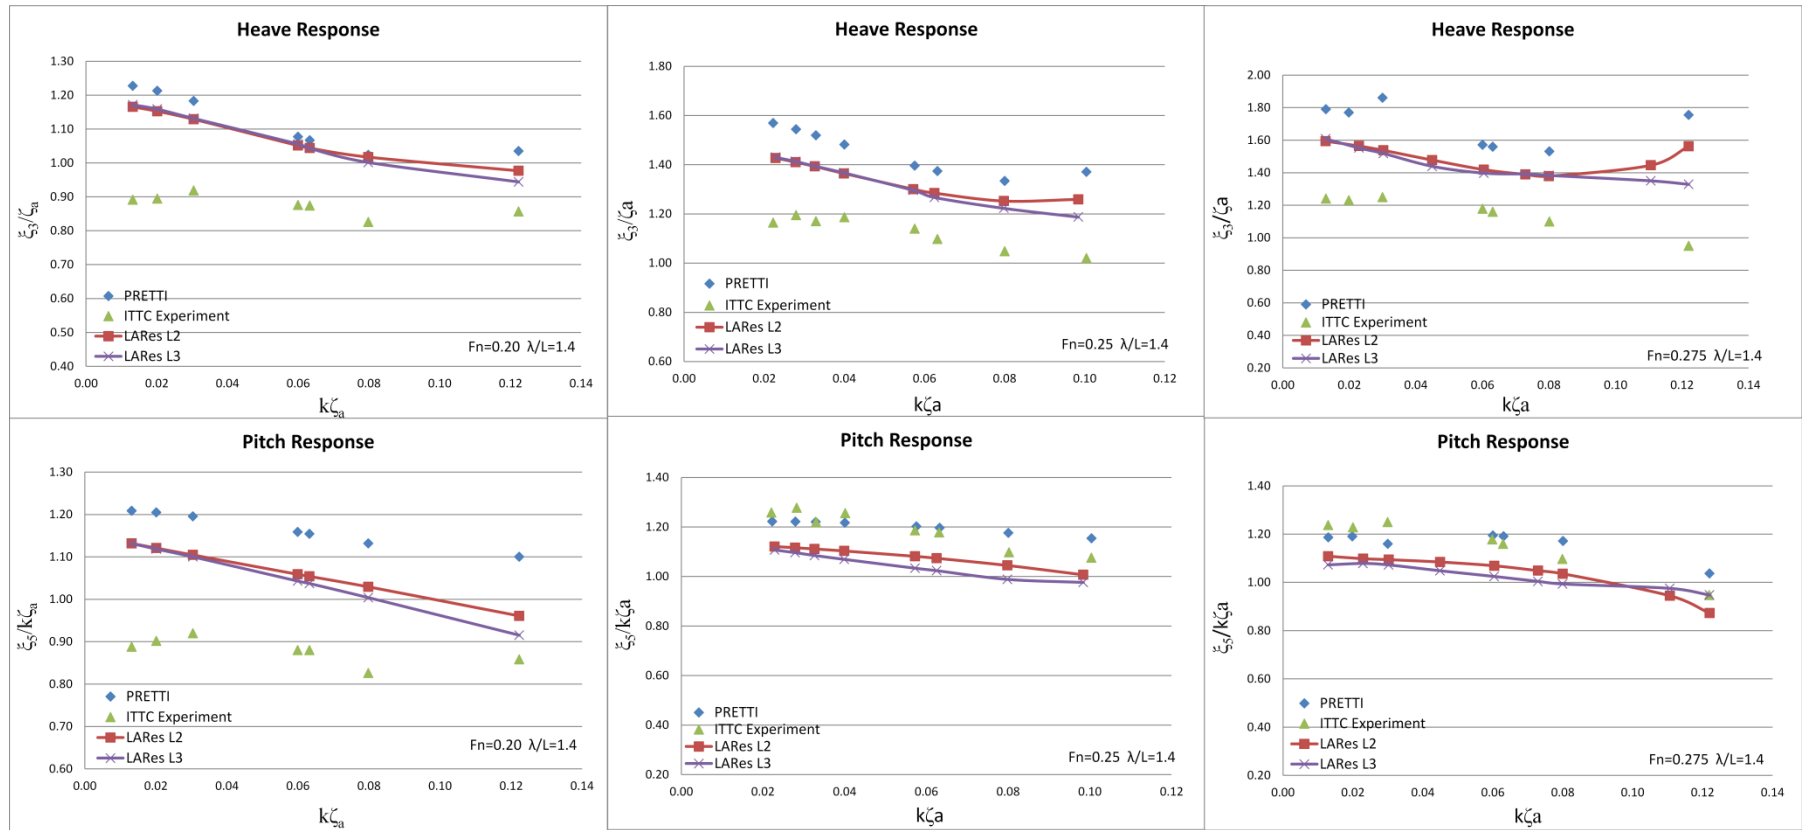 Heave Response
1.30
1.20
1.10
1.00
0.90
0.80
0.70
0.60
0.50
0.40
ξ₃/ζₐ
PRETTI
ITTC Experiment
LARes L2
LARes L3
Fn=0.20 λ/L=1.4
0.00 0.02 0.04 0.06 0.08 0.10 0.12 0.14
kζₐ
Heave Response
1.80
1.60
1.40
1.20
1.00
0.80
0.60
ξ₃/ζa
PRETTI
ITTC Experiment
LARes L2
LARes L3
Fn=0.25 λ/L=1.4
0.00 0.02 0.04 0.06 0.08 0.10 0.12
kζa
Heave Response
2.00
1.80
1.60
1.40
1.20
1.00
0.80
0.60
0.40
0.20
ξ₃/ζa
PRETTI
ITTC Experiment
LARes L2
LARes L3
Fn=0.275 λ/L=1.4
0.00 0.02 0.04 0.06 0.08 0.10 0.12 0.14
kζa
Pitch Response
1.30
1.20
1.10
1.00
0.90
0.80
0.70
0.60
ξ₅/kζₐ
PRETTI
ITTC Experiment
LARes L2
LARes L3
Fn=0.20 λ/L=1.4
0.00 0.02 0.04 0.06 0.08 0.10 0.12 0.14
kζₐ
Pitch Response
1.40
1.20
1.00
0.80
0.60
0.40
0.20
ξ₅/kζa
PRETTI
ITTC Experiment
LARes L2
LARes L3
Fn=0.25 λ/L=1.4
0.00 0.02 0.04 0.06 0.08 0.10 0.12
kζa
Pitch Response
1.40
1.20
1.00
0.80
0.60
0.40
0.20
ξ₅/kζa
PRETTI
ITTC Experiment
LARes L2
LARes L3
Fn=0.275 λ/L=1.4
0.00 0.02 0.04 0.06 0.08 0.10 0.12 0.14
kζa